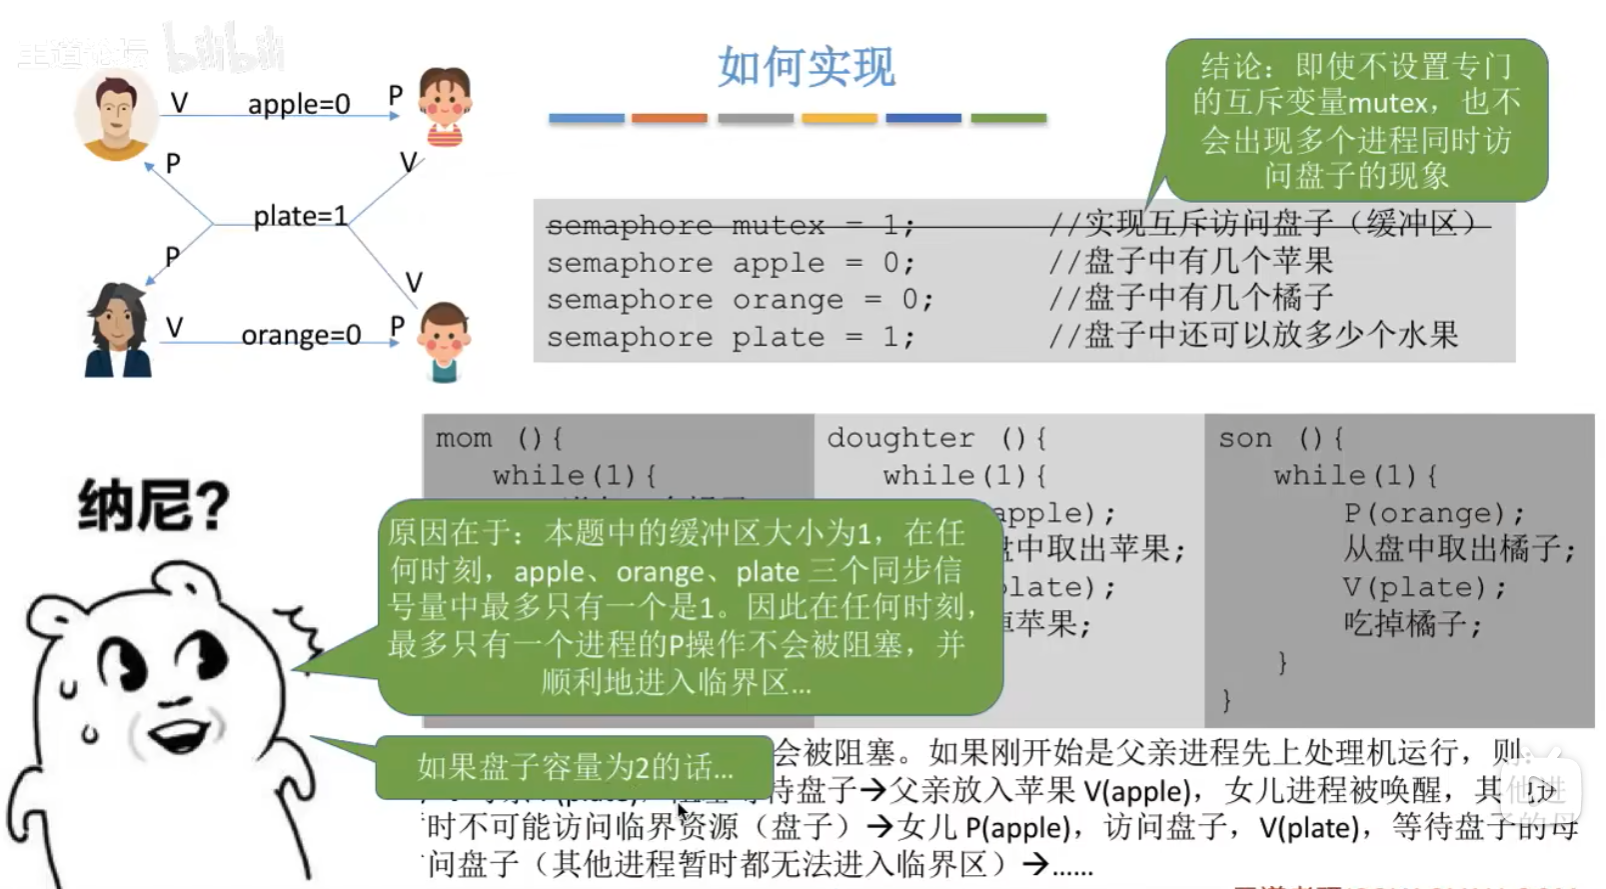 王道论坛 bilibili
如何实现
结论：即使不设置专门
的互斥变量mutex，也不
会出现多个进程同时访
问盘子的现象
V apple=0 P
P V
plate=1
P V
V orange=0 P
semaphore mutex = 1; //实现互斥访问盘子（缓冲区）
semaphore apple = 0; //盘子中有几个苹果
semaphore orange = 0; //盘子中有几个橘子
semaphore plate = 1; //盘子中还可以放多少个水果
mom (){
while(1){
doughter (){
while(1){
apple);
盘中取出苹果;
plate);
苹果;
son (){
while(1){
P(orange);
从盘中取出橘子;
V(plate);
吃掉橘子;
}
}
纳尼?
原因在于：本题中的缓冲区大小为1，在任
何时刻，apple、orange、plate 三个同步信
号量中最多只有一个是1。因此在任何时刻，
最多只有一个进程的P操作不会被阻塞，并
顺利地进入临界区...
如果盘子容量为2的话...
会被阻塞。如果刚开始是父亲进程先上处理机运行，则:
待盘子→父亲放入苹果 V(apple)，女儿进程被唤醒，其他进
时不可能访问临界资源（盘子）→女儿 P(apple)，访问盘子，V(plate)，等待盘子的母
问盘子（其他进程暂时都无法进入临界区）→......